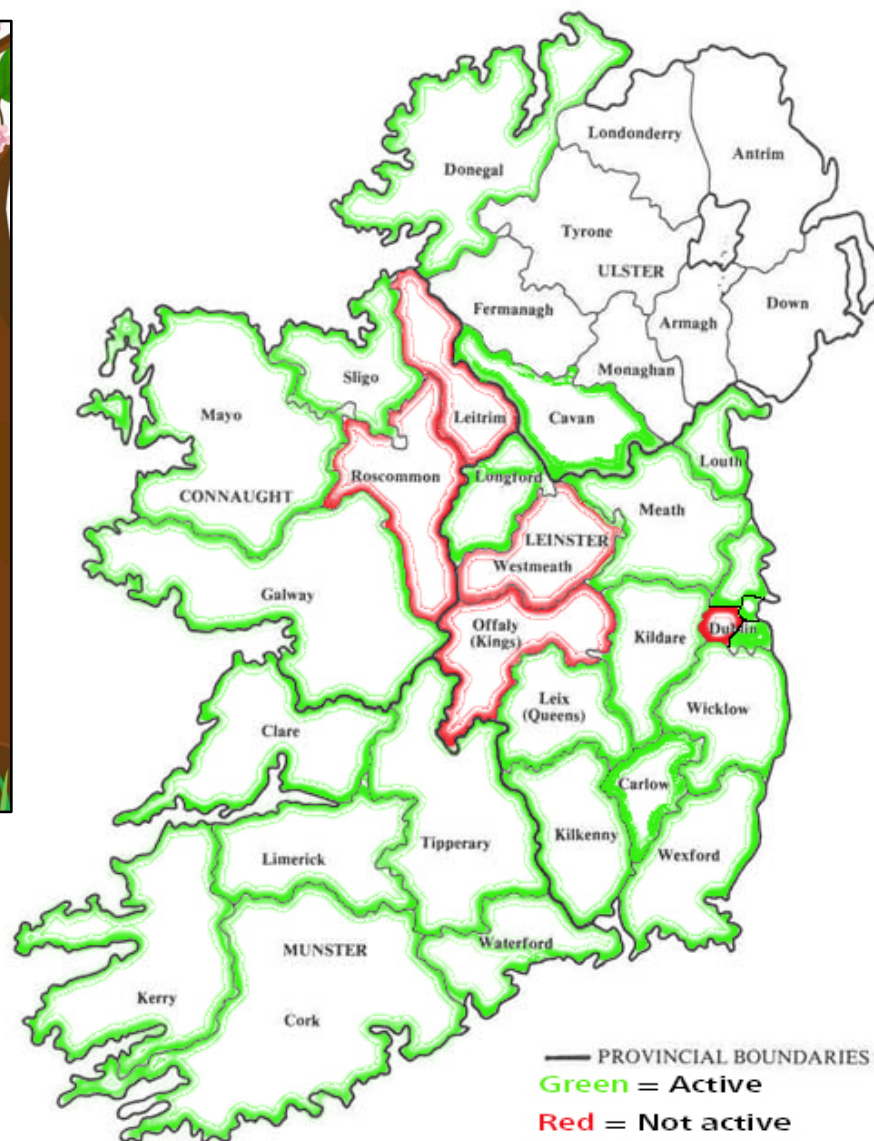 Londonderry
Antrim
Donegal
Tyrone
ULSTER
Fermanagh
Down
Armagh
Monaghan
Sligo
Mayo
Leitrim
Cavan
Louth
Roscommon
Longford
CONNAUGHT
Meath
LEINSTER
Westmeath
Galway
Offaly
(Kings)
Kildare
Dublin
Leix
(Queens)
Wicklow
Clare
Carlow
Kilkenny
Tipperary
Limerick
Wexford
MUNSTER
Waterford
Kerry
Cork
PROVINCIAL BOUNDARIES
Green = Active
Red = Not active